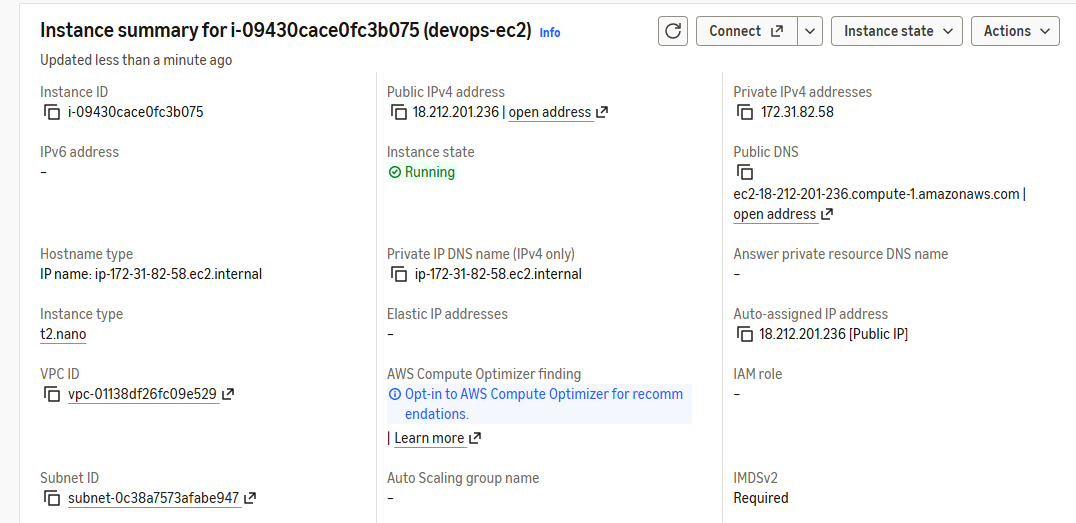 Instance summary for i-09430cace0fc3b075 (devops-ec2) Info
Connect
Instance state
Actions
Updated less than a minute ago
Instance ID
i-09430cace0fc3b075
Public IPv4 address
18.212.201.236 | open address
Private IPv4 addresses
172.31.82.58
IPv6 address
–
Instance state
Running
Public DNS
ec2-18-212-201-236.compute-1.amazonaws.com |
open address
Hostname type
IP name: ip-172-31-82-58.ec2.internal
Private IP DNS name (IPv4 only)
ip-172-31-82-58.ec2.internal
Answer private resource DNS name
–
Instance type
t2.nano
Elastic IP addresses
–
Auto-assigned IP address
18.212.201.236 [Public IP]
VPC ID
vpc-01138df26fc09e529
AWS Compute Optimizer finding
Opt-in to AWS Compute Optimizer for recomm
endations.
| Learn more
IAM role
–
Subnet ID
subnet-0c38a7573afabe947
Auto Scaling group name
–
IMDSv2
Required